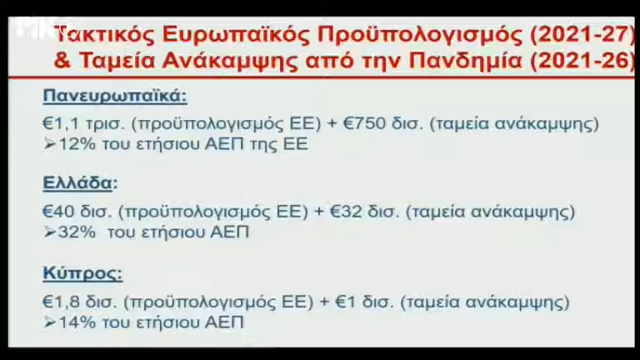 Τακτικός Ευρωπαϊκός Προϋπολογισμός (2021-27)
& Ταμεία Ανάκαμψης από την Πανδημία (2021-26)
Πανευρωπαϊκά:
€1,1 τρισ. (προϋπολογισμός ΕΕ) + €750 δισ. (ταμεία ανάκαμψης)
➢12% του ετήσιου ΑΕΠ της ΕΕ
Ελλάδα:
€40 δισ. (προϋπολογισμός ΕΕ) + €32 δισ. (ταμεία ανάκαμψης)
➢32% του ετήσιου ΑΕΠ
Κύπρος:
€1,8 δισ. (προϋπολογισμός ΕΕ) + €1 δισ. (ταμεία ανάκαμψης)
➢14% του ετήσιου ΑΕΠ